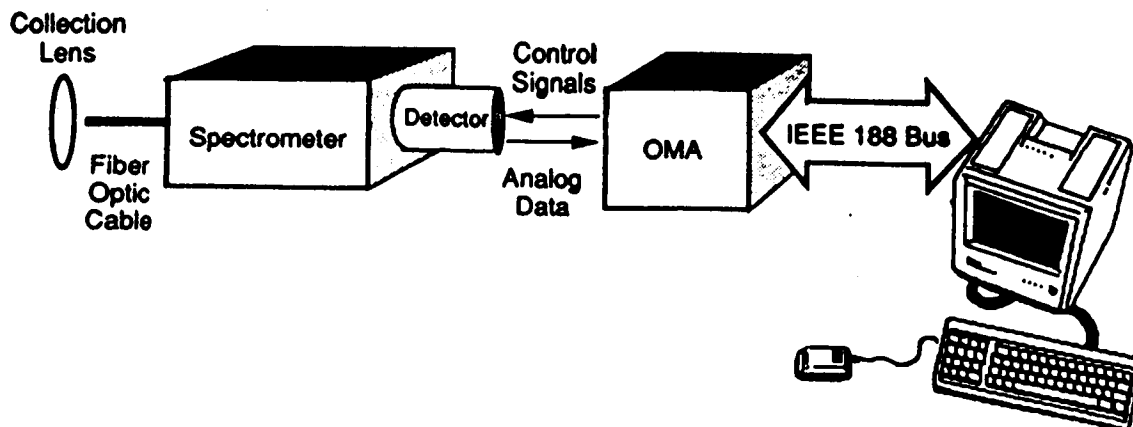 Collection
Lens
Fiber
Optic
Cable
Spectrometer
Detector
Control
Signals
Analog
Data
OMA
IEEE 188 Bus